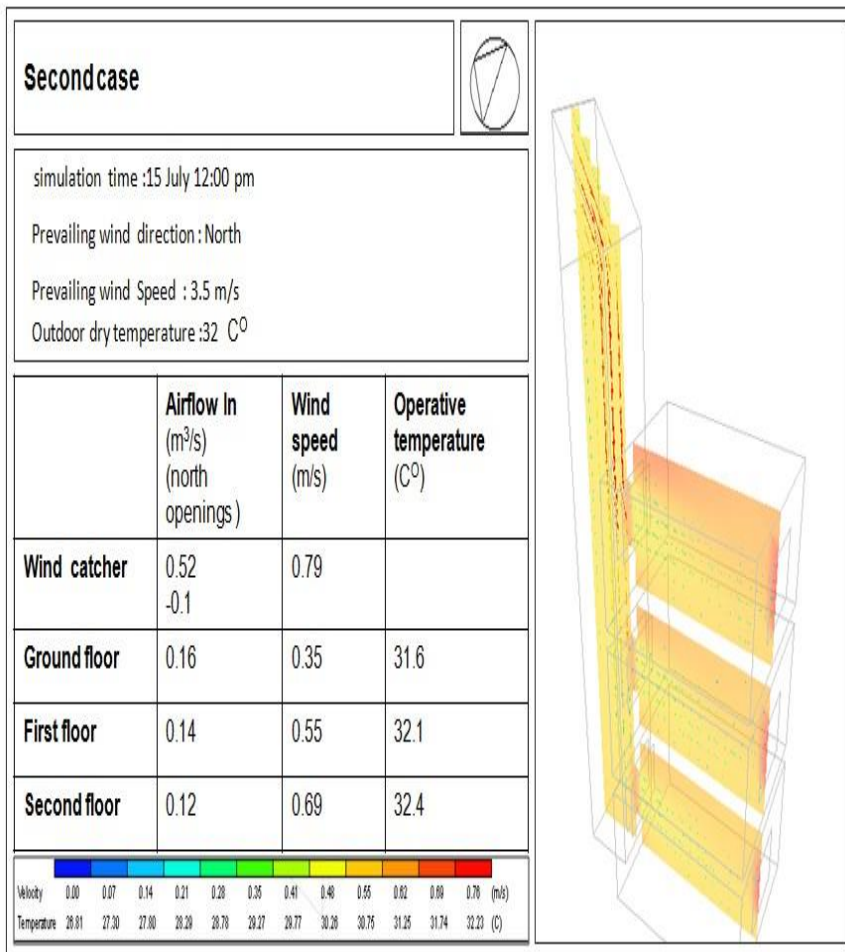 Second case
simulation time :15 July 12:00 pm
Prevailing wind direction : North
Prevailing wind Speed : 3.5 m/s
Outdoor dry temperature :32 C⁰
Airflow In Wind Operative
(m³/s) speed temperature
(north (m/s) (C⁰)
openings )
Wind catcher 0.52 0.79
-0.1
Ground floor 0.16 0.35 31.6
First floor 0.14 0.55 32.1
Second floor 0.12 0.69 32.4
Velocity 0.00 0.07 0.14 0.21 0.28 0.35 0.41 0.48 0.55 0.62 0.69 0.76 (m/s)
Temperature 26.81 27.30 27.80 28.29 28.78 29.27 29.77 30.26 30.75 31.25 31.74 32.23 (C)